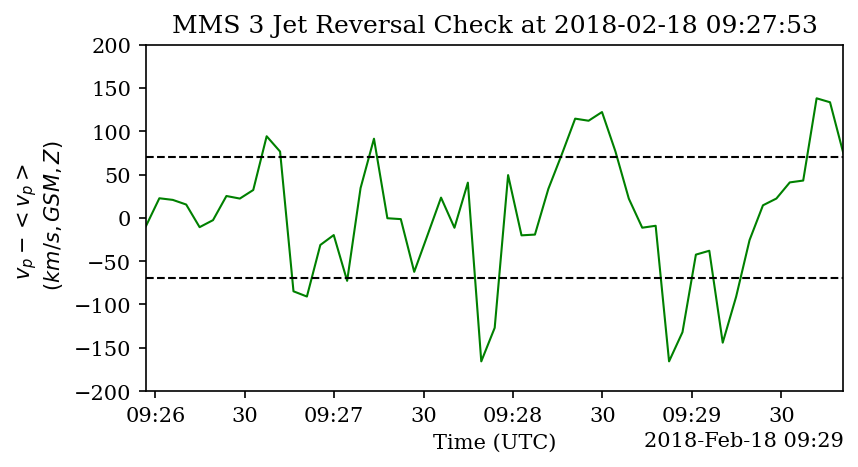 MMS 3 Jet Reversal Check at 2018-02-18 09:27:53
200
150
100
50
0
−50
−100
−150
−200
v_p − < v_p >
(km/s, GSM, Z)
09:26 30 09:27 30 09:28 30 09:29 30
Time (UTC)
2018-Feb-18 09:29